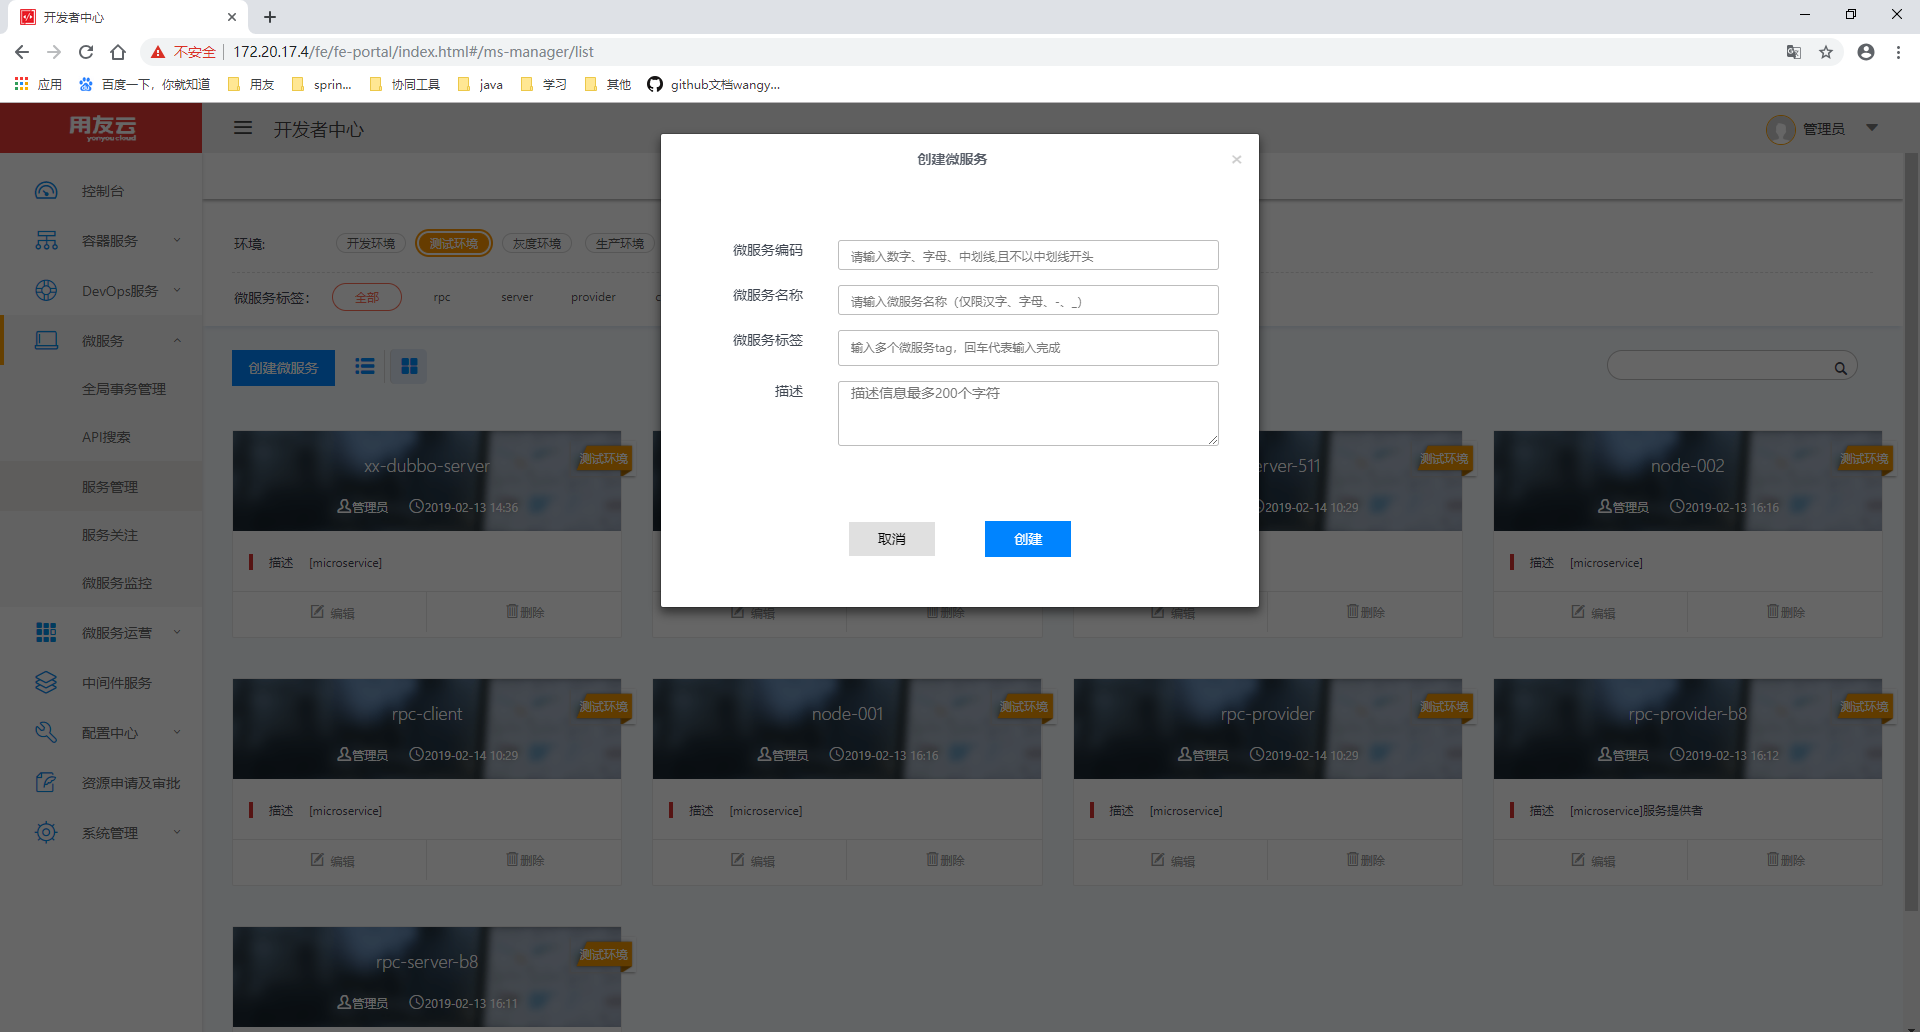 开发者中心
不安全 172.20.17.4/fe/fe-portal/index.html#/ms-manager/list
应用 百度一下，你就知道 用友 sprin... 协同工具 java 学习 其他 github文档wangy...
用友云
yonyou cloud
开发者中心
管理员
控制台
容器服务
DevOps服务
微服务
全局事务管理
API搜索
服务管理
服务关注
微服务监控
微服务运营
中间件服务
配置中心
资源申请及审批
系统管理
环境: 开发环境 测试环境 灰度环境 生产环境
微服务标签： 全部 rpc server provider
创建微服务
创建微服务 ×
微服务编码 请输入数字、字母、中划线,且不以中划线开头
微服务名称 请输入微服务名称（仅限汉字、字母、-、_）
微服务标签 输入多个微服务tag，回车代表输入完成
描述 描述信息最多200个字符
取消 创建
xx-dubbo-server 测试环境
管理员 2019-02-13 14:36
描述 [microservice]
编辑 删除
编辑 删除
erver-511 测试环境
2019-02-14 10:29
编辑 删除
node-002 测试环境
管理员 2019-02-13 16:16
描述 [microservice]
编辑 删除
rpc-client 测试环境
管理员 2019-02-14 10:29
描述 [microservice]
编辑 删除
node-001 测试环境
管理员 2019-02-13 16:16
描述 [microservice]
编辑 删除
rpc-provider 测试环境
管理员 2019-02-14 10:29
描述 [microservice]
编辑 删除
rpc-provider-b8 测试环境
管理员 2019-02-13 16:12
描述 [microservice]服务提供者
编辑 删除
rpc-server-b8 测试环境
管理员 2019-02-13 16:11